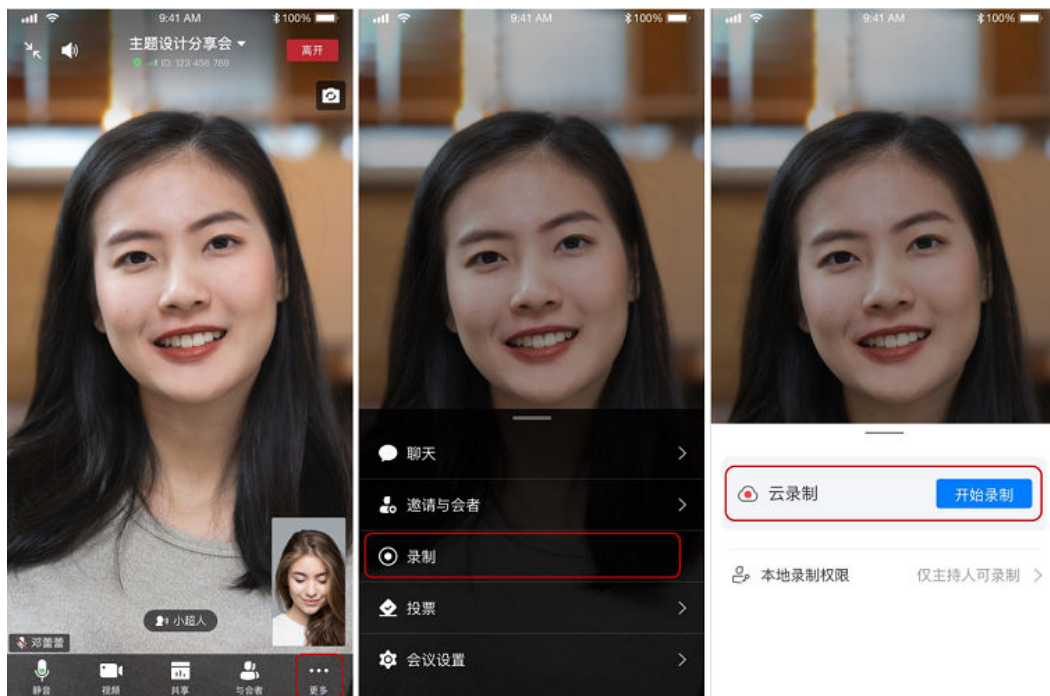 9:41 AM
100%
主题设计分享会
ID: 123 456 789
离开
小超人
邓蕾蕾
静音
视频
共享
与会者
更多
9:41 AM
100%
聊天
邀请与会者
录制
投票
会议设置
9:41 AM
100%
云录制
开始录制
本地录制权限
仅主持人可录制